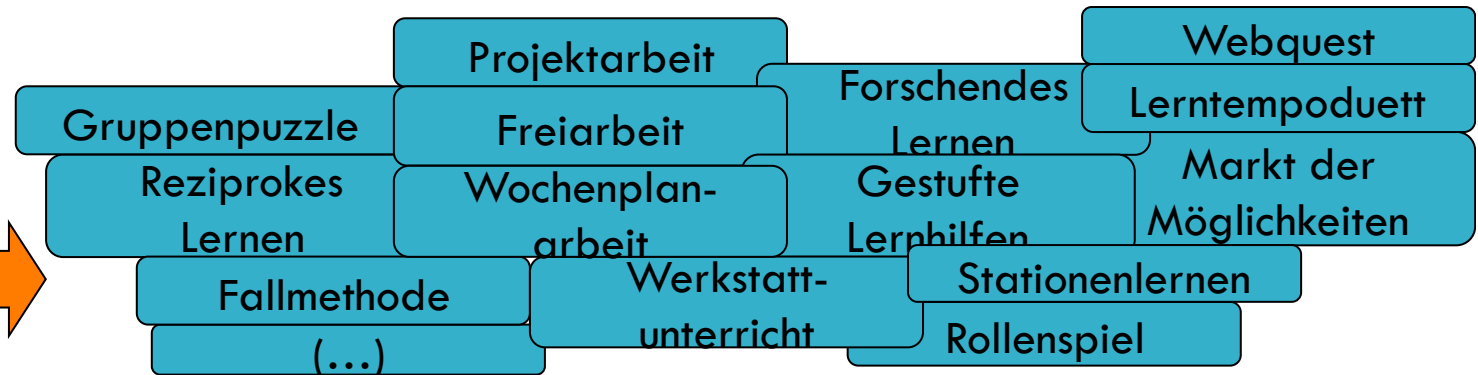 Projektarbeit
Webquest
Gruppenpuzzle
Freiarbeit
Forschendes
Lernen
Lerntempoduett
Reziprokes
Lernen
Wochenplan-
arbeit
Gestufte
Lernhilfen
Markt der
Möglichkeiten
Fallmethode
Werkstatt-
unterricht
Stationenlernen
(...)
Rollenspiel